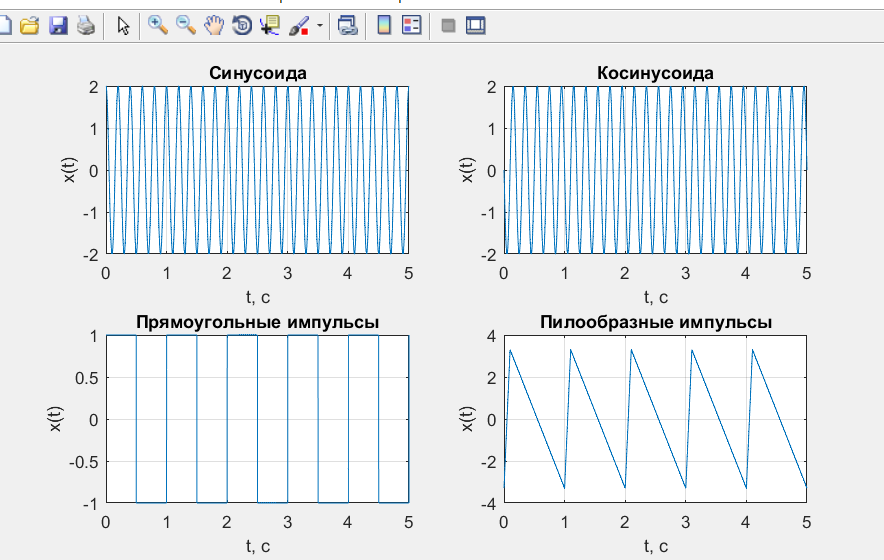 Синусоида
2
1
0
-1
-2
x(t)
0 1 2 3 4 5
t, c
Косинусоида
2
1
0
-1
-2
x(t)
0 1 2 3 4 5
t, c
Прямоугольные импульсы
1
0.5
0
-0.5
-1
x(t)
0 1 2 3 4 5
t, c
Пилообразные импульсы
4
2
0
-2
-4
x(t)
0 1 2 3 4 5
t, c